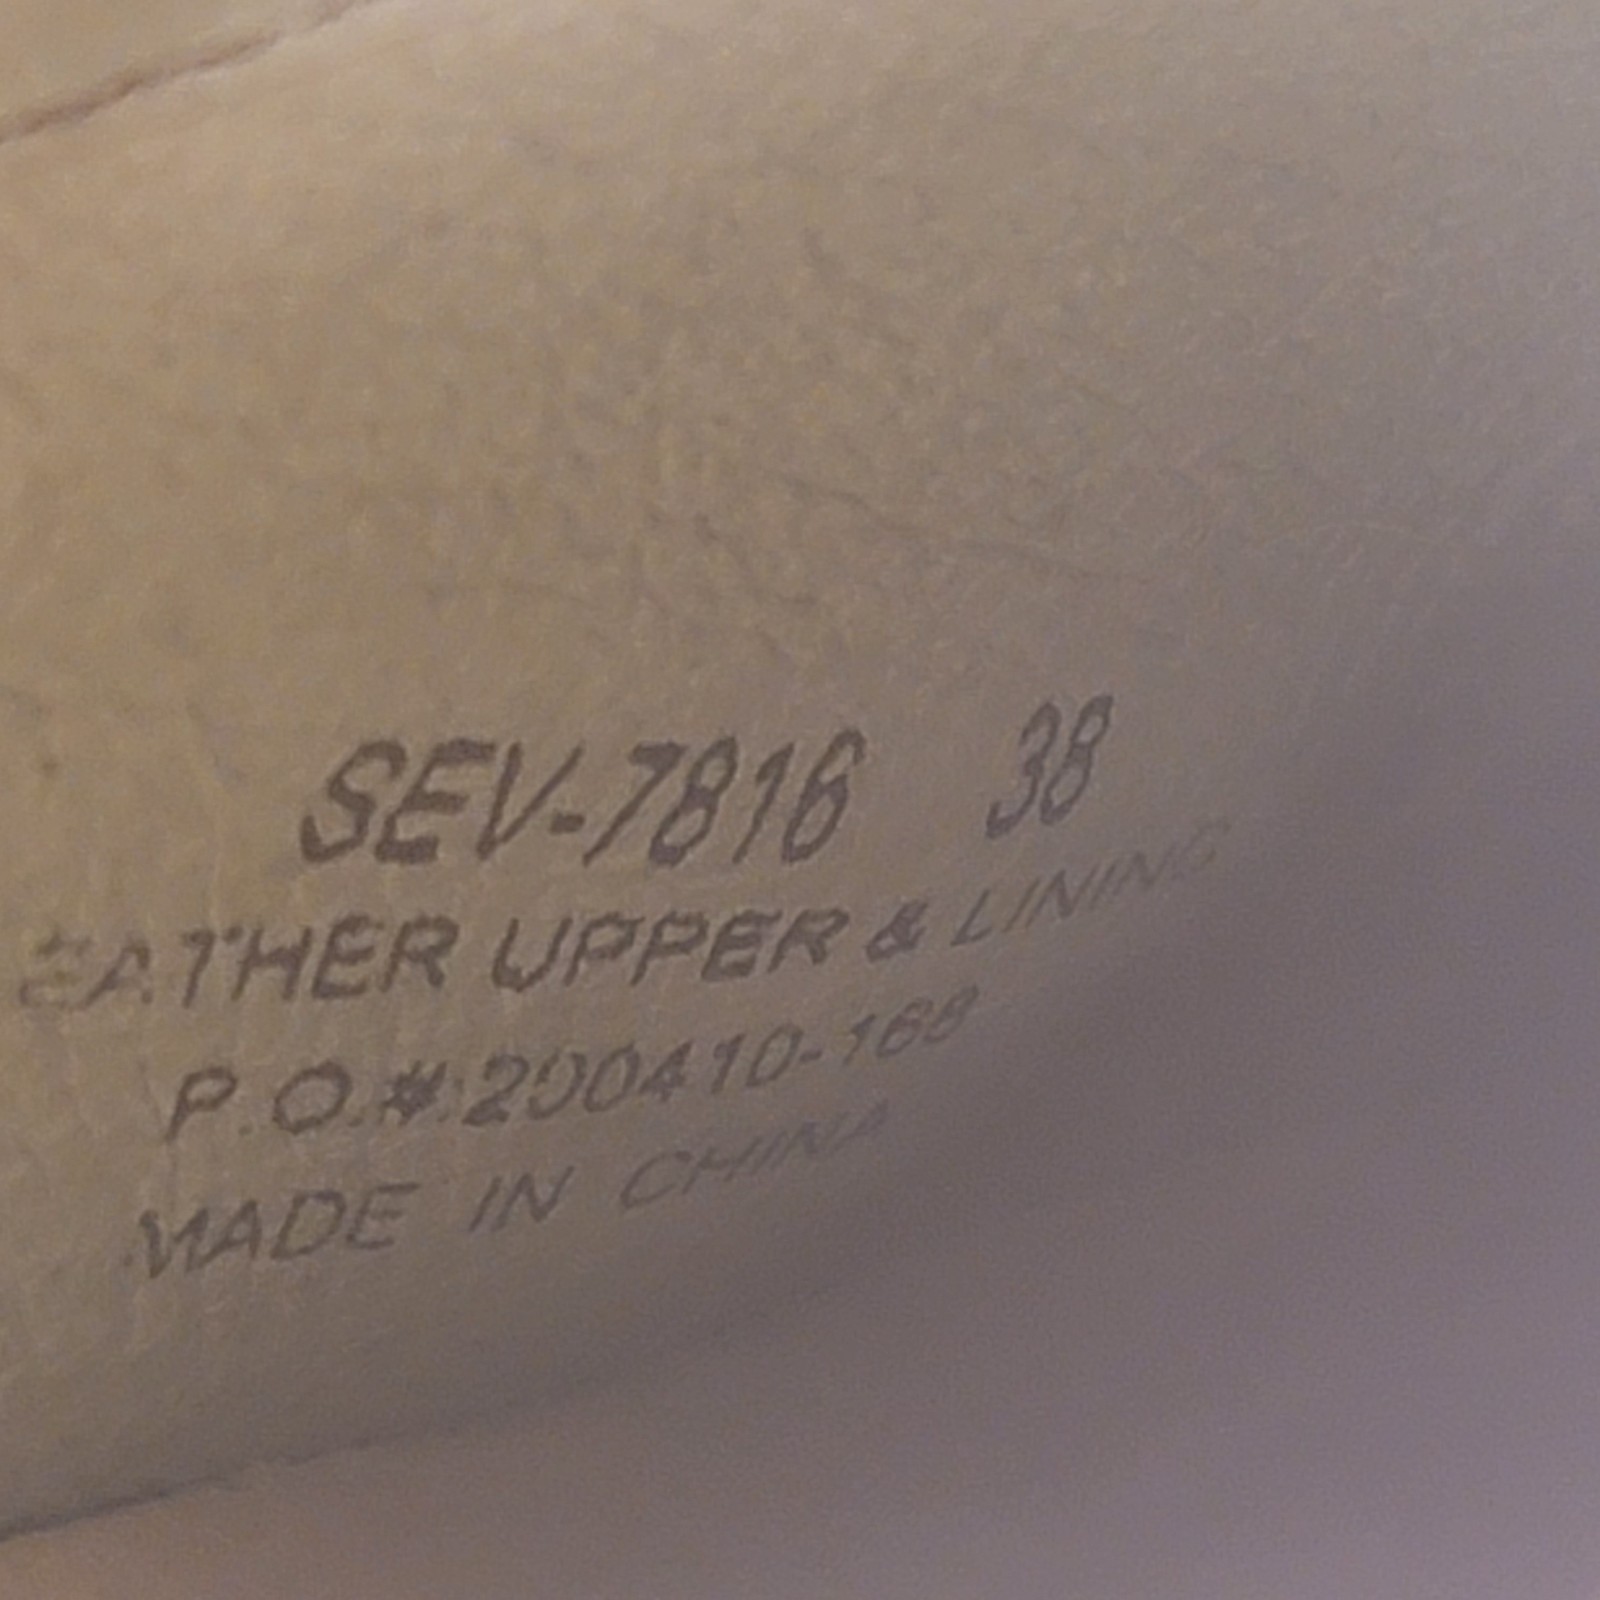 SEV-7816 38
EATHER UPPER & LINING
P.O.#:200410-168
MADE IN CHINA